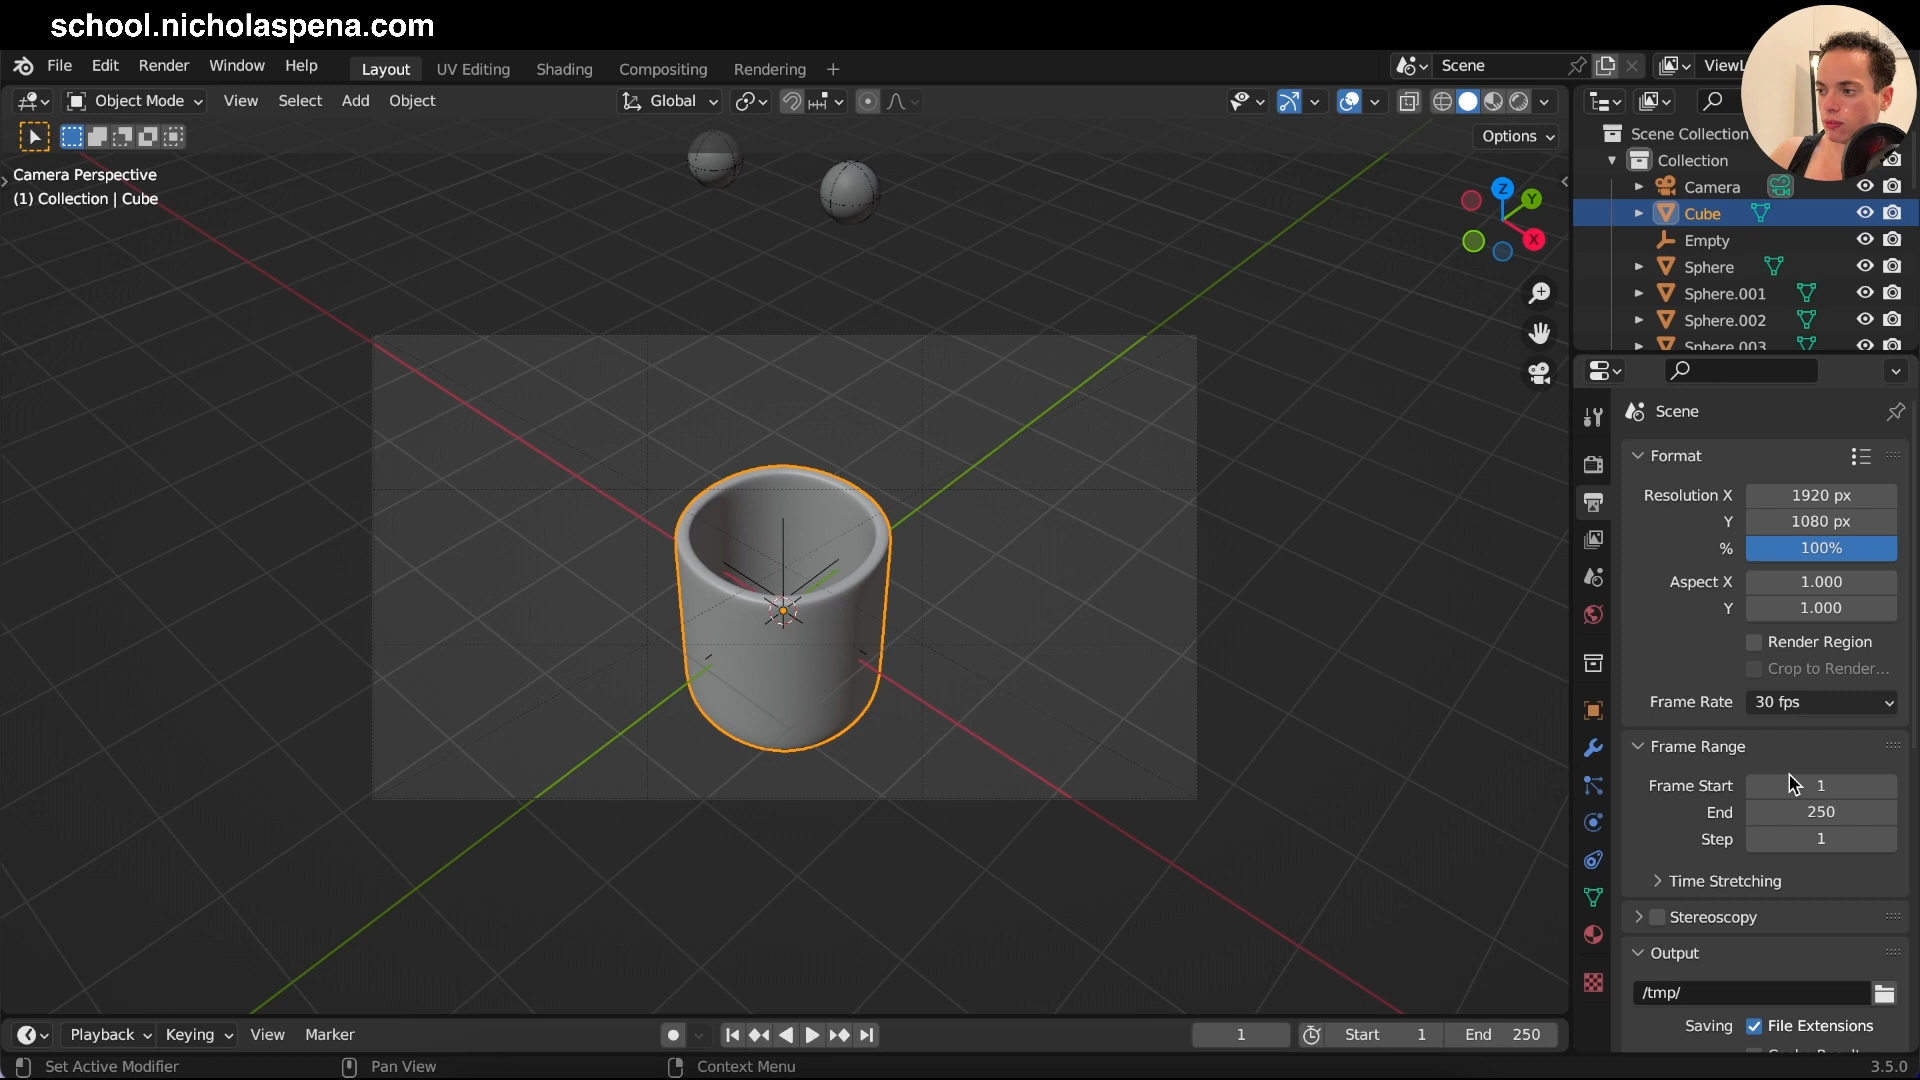 school.nicholaspena.com
File Edit Render Window Help Layout UV Editing Shading Compositing Rendering + Scene
Object Mode View Select Add Object Global
Options
Camera Perspective
(1) Collection | Cube
Z
Y
X
Scene Collection
Collection
Camera
Cube
Empty
Sphere
Sphere.001
Sphere.002
Sphere.003
Scene
Format
Resolution X 1920 px
Y 1080 px
% 100%
Aspect X 1.000
Y 1.000
Render Region
Crop to Render...
Frame Rate 30 fps
Frame Range
Frame Start 1
End 250
Step 1
Time Stretching
Stereoscopy
Output
/tmp/
Saving File Extensions
Playback Keying View Marker 1 Start 1 End 250
Set Active Modifier Pan View Context Menu 3.5.0